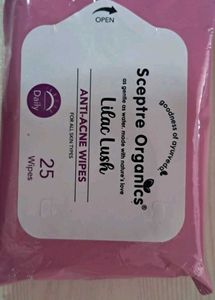 OPEN
goodness of ayurveda
Sceptre Organics®
as gentle as water, made with nature's love
Lilac Lush
ANTI-ACNE WIPES
FOR ALL SKIN TYPES
Daily
25
Wipes